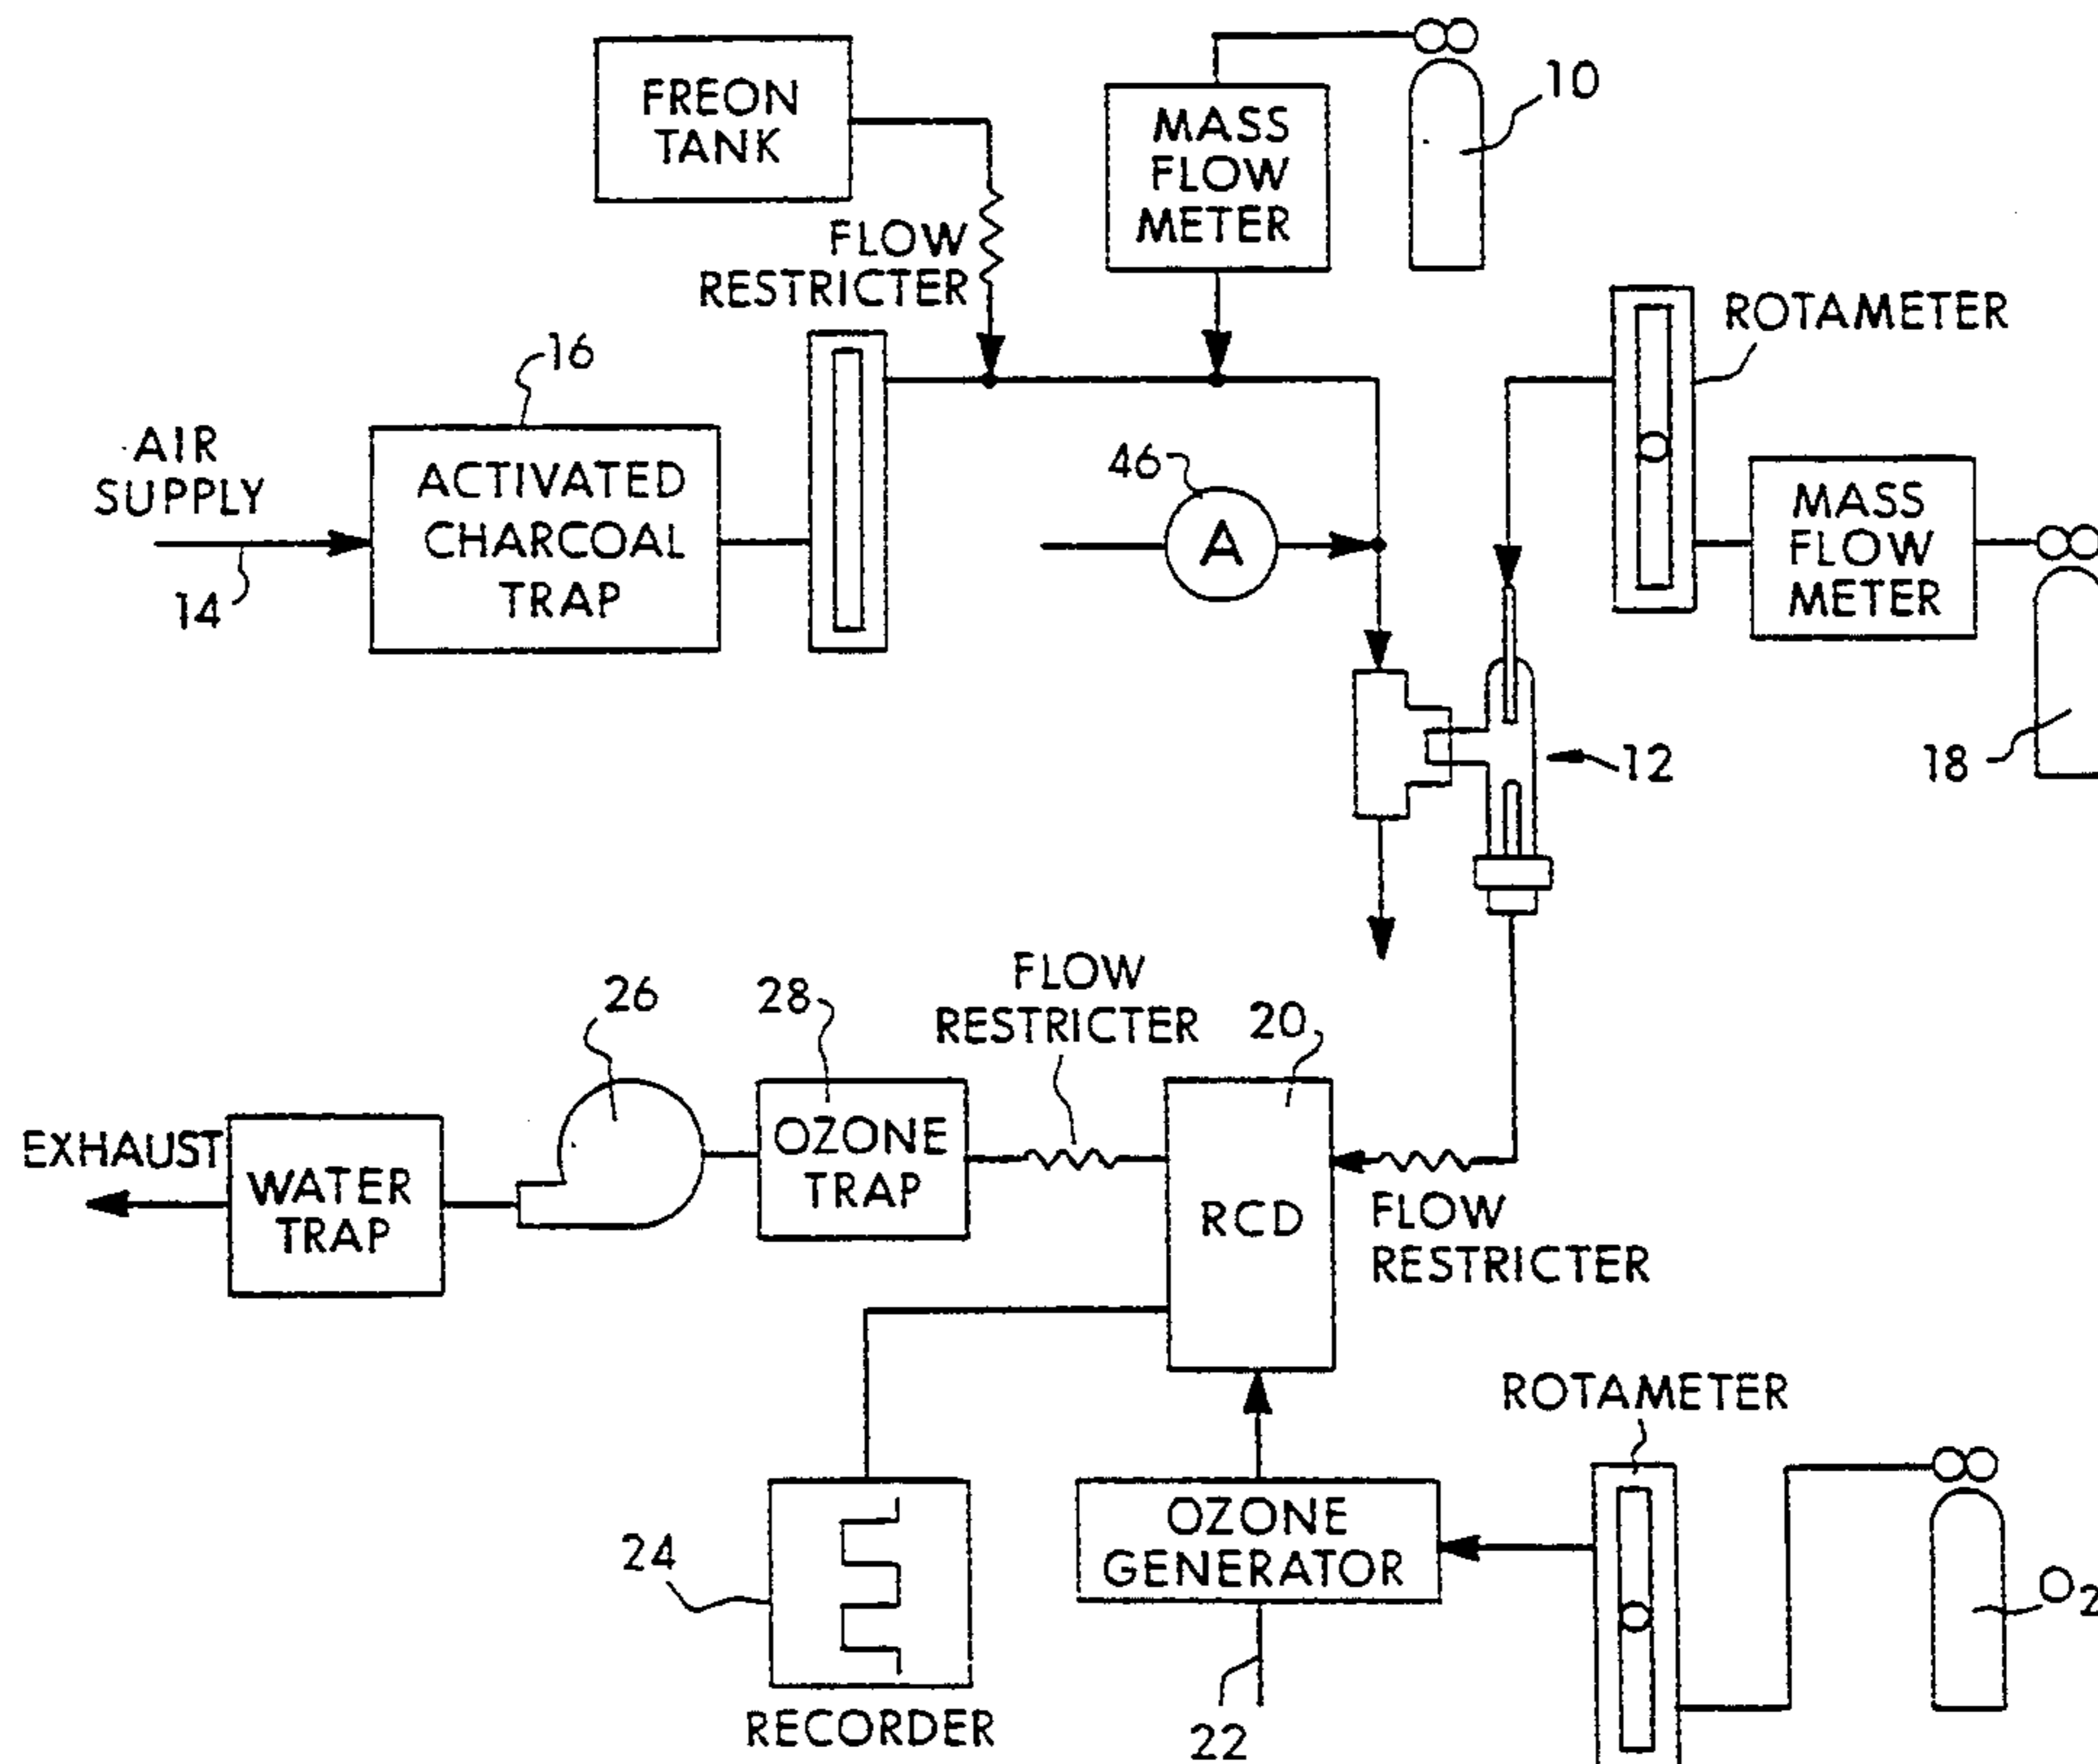 FREON
TANK
MASS
FLOW
METER
10
FLOW
RESTRICTER
ROTAMETER
16
AIR
SUPPLY
14
ACTIVATED
CHARCOAL
TRAP
46
A
MASS
FLOW
METER
18
12
FLOW
RESTRICTER
26
28
20
EXHAUST
WATER
TRAP
OZONE
TRAP
RCD
FLOW
RESTRICTER
ROTAMETER
24
RECORDER
OZONE
GENERATOR
22
O2